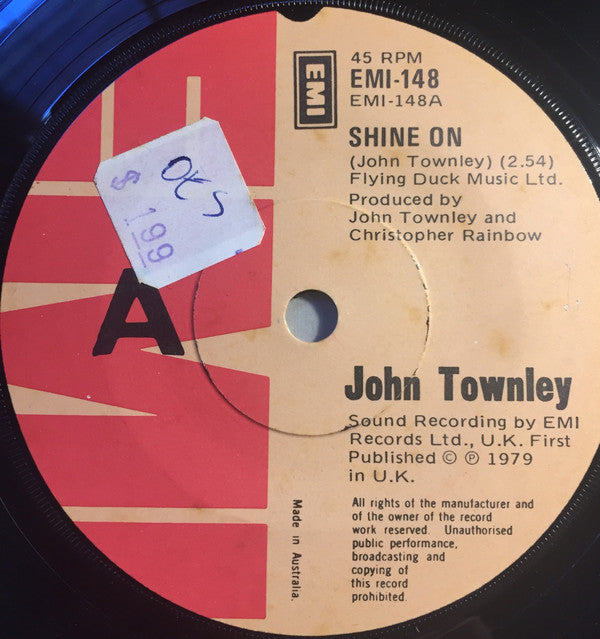 45 RPM
EMI-148
EMI-148A
EMI
SHINE ON
(John Townley) (2.54)
Flying Duck Music Ltd.
Produced by
John Townley and
Christopher Rainbow
$ 1.99
A
John Townley
Sound Recording by EMI
Records Ltd., U.K. First
Published © ℗ 1979
in U.K.
Made in Australia.
All rights of the manufacturer and
of the owner of the record
work reserved. Unauthorised
public performance,
broadcasting and
copying of
this record
prohibited.